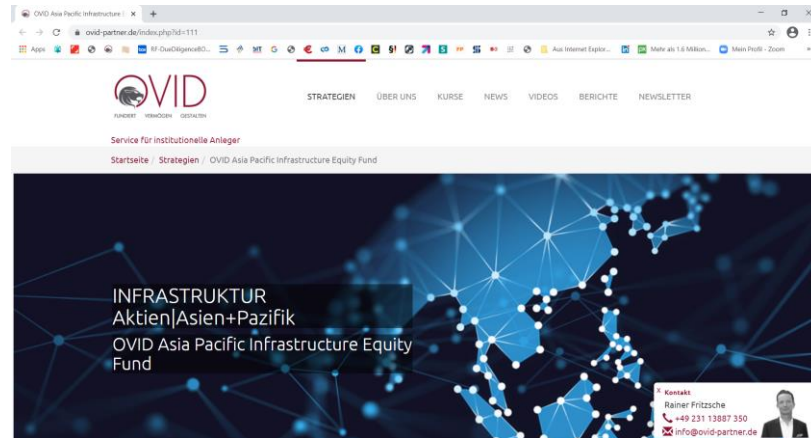 OVID Asia Pacific Infrastructure
ovid-partner.de/index.php?id=111
Apps
RF-DueDiligenceBO...
Aus Internet Explor...
Mehr als 1.6 Million...
Mein Profil - Zoom
OVID
FUNDIERT VERMÖGEN GESTALTEN
STRATEGIEN ÜBER UNS KURSE NEWS VIDEOS BERICHTE NEWSLETTER
Service für institutionelle Anleger
Startseite / Strategien / OVID Asia Pacific Infrastructure Equity Fund
INFRASTRUKTUR
Aktien|Asien+Pazifik
OVID Asia Pacific Infrastructure Equity
Fund
x Kontakt
Rainer Fritzsche
+49 231 13887 350
info@ovid-partner.de